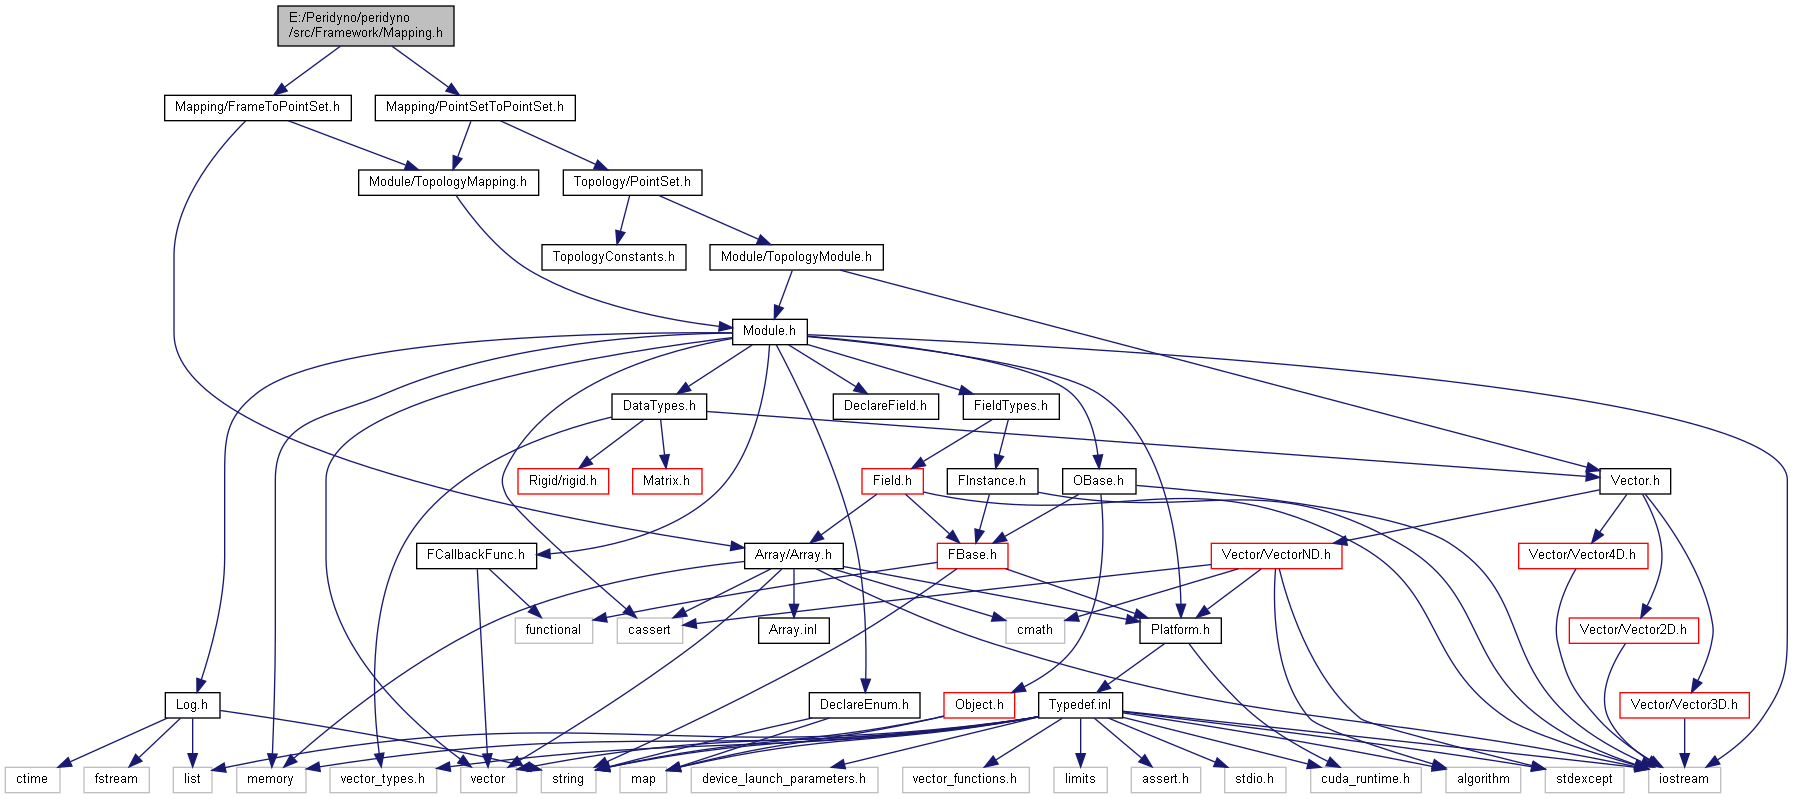 E:/Peridyno/peridyno
/src/Framework/Mapping.h
Mapping/FrameToPointSet.h
Mapping/PointSetToPointSet.h
Module/TopologyMapping.h
Topology/PointSet.h
TopologyConstants.h
Module/TopologyModule.h
Module.h
DataTypes.h
DeclareField.h
FieldTypes.h
Rigid/rigid.h
Matrix.h
Field.h
FInstance.h
OBase.h
Vector.h
FCallbackFunc.h
Array/Array.h
FBase.h
Vector/VectorND.h
Vector/Vector4D.h
functional
cassert
Array.inl
cmath
Platform.h
Vector/Vector2D.h
Log.h
DeclareEnum.h
Object.h
Typedef.inl
Vector/Vector3D.h
ctime
fstream
list
memory
vector_types.h
vector
string
map
device_launch_parameters.h
vector_functions.h
limits
assert.h
stdio.h
cuda_runtime.h
algorithm
stdexcept
iostream